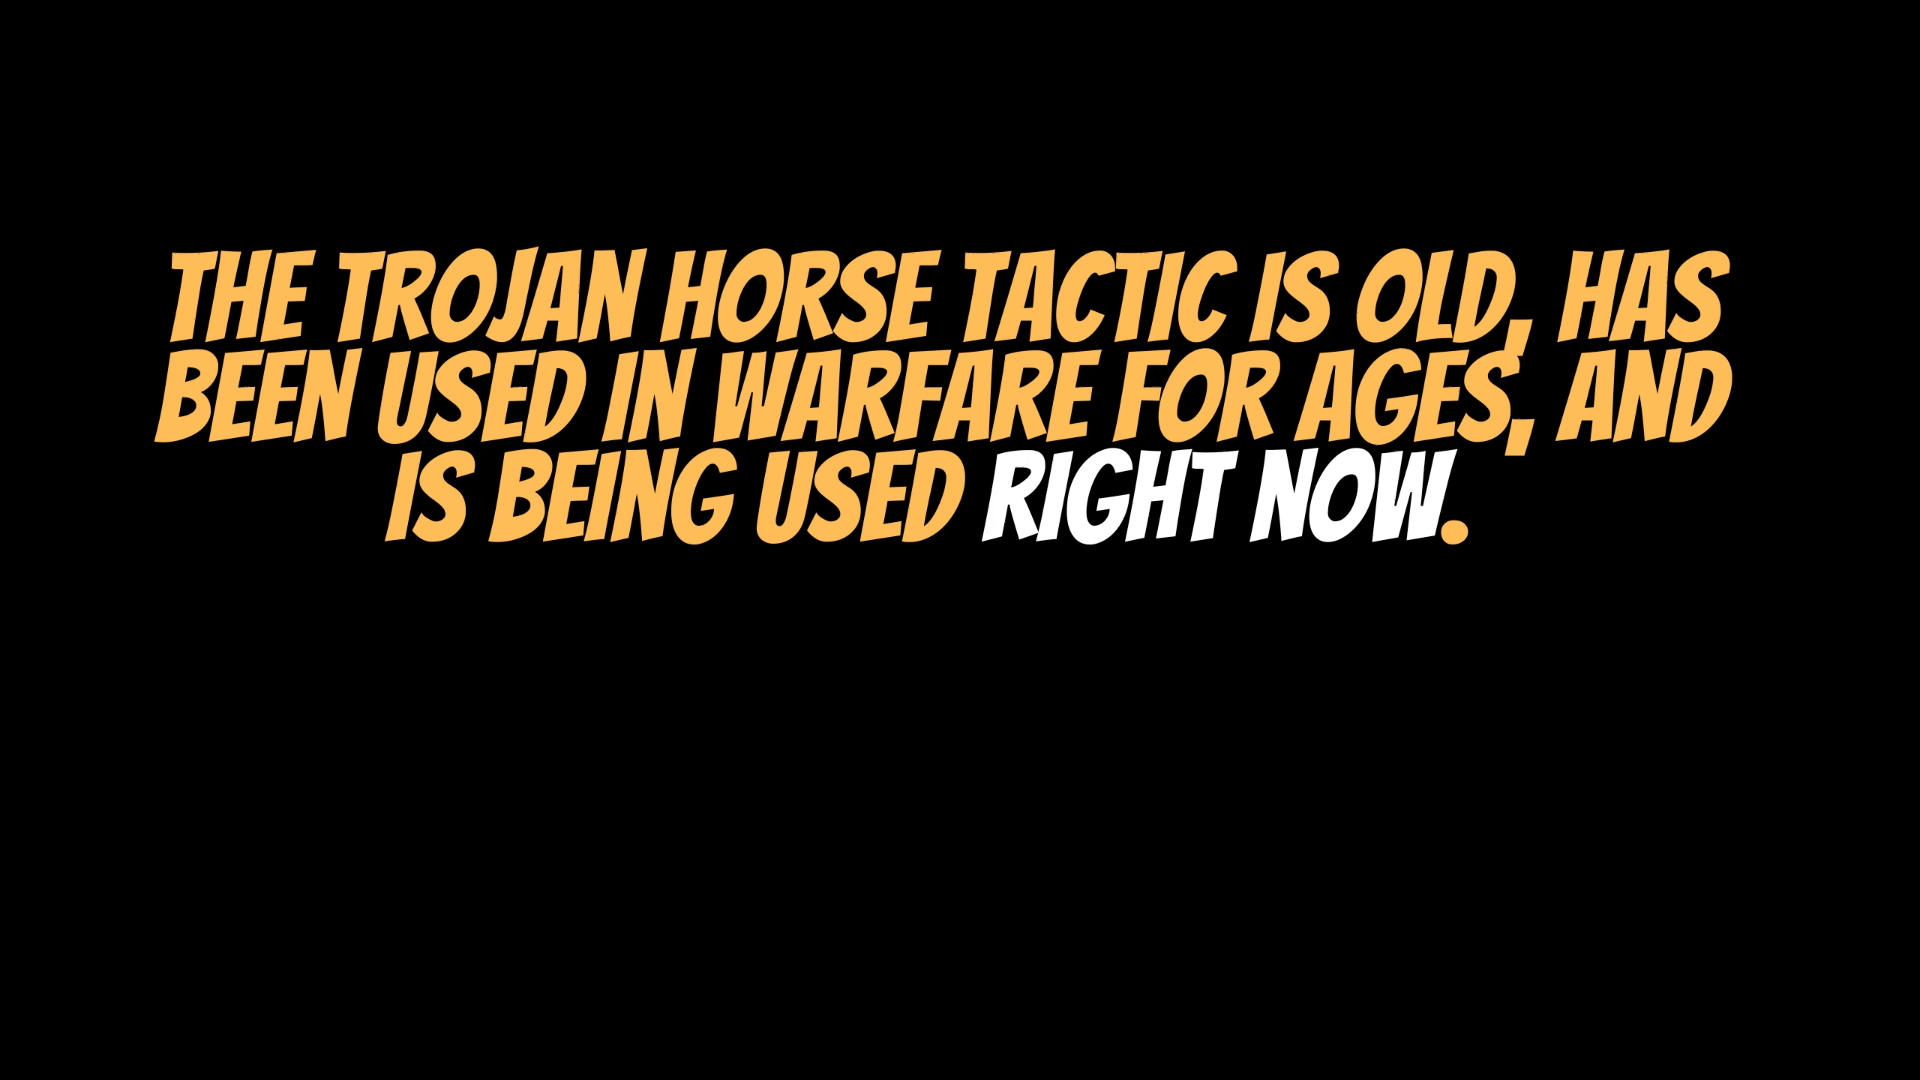 THE TROJAN HORSE TACTIC IS OLD, HAS
BEEN USED IN WARFARE FOR AGES, AND
IS BEING USED RIGHT NOW.